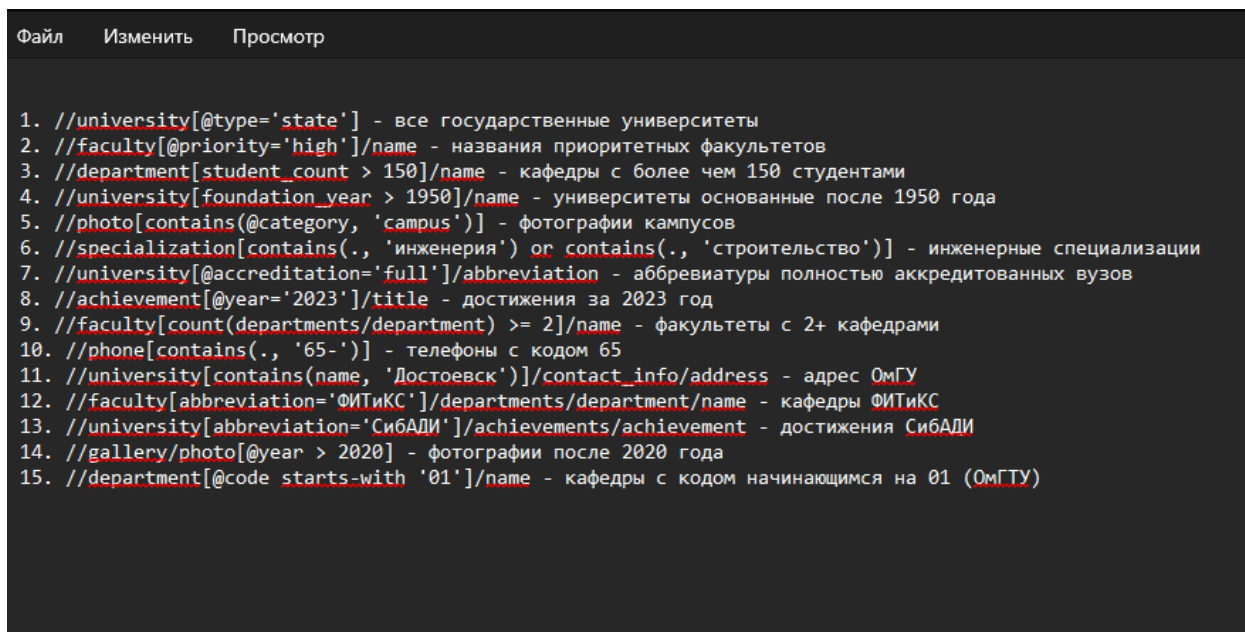 Файл Изменить Просмотр
1. //university[@type='state'] - все государственные университеты
2. //faculty[@priority='high']/name - названия приоритетных факультетов
3. //department[student_count > 150]/name - кафедры с более чем 150 студентами
4. //university[foundation_year > 1950]/name - университеты основанные после 1950 года
5. //photo[contains(@category, 'campus')] - фотографии кампусов
6. //specialization[contains(., 'инженерия') or contains(., 'строительство')] - инженерные специализации
7. //university[@accreditation='full']/abbreviation - аббревиатуры полностью аккредитованных вузов
8. //achievement[@year='2023']/title - достижения за 2023 год
9. //faculty[count(departments/department) >= 2]/name - факультеты с 2+ кафедрами
10. //phone[contains(., '65-')] - телефоны с кодом 65
11. //university[contains(name, 'Достоевск')]/contact_info/address - адрес ОмГУ
12. //faculty[abbreviation='ФИТиКС']/departments/department/name - кафедры ФИТиКС
13. //university[abbreviation='СибАДИ']/achievements/achievement - достижения СибАДИ
14. //gallery/photo[@year > 2020] - фотографии после 2020 года
15. //department[@code starts-with '01']/name - кафедры с кодом начинающимся на 01 (ОмГТУ)